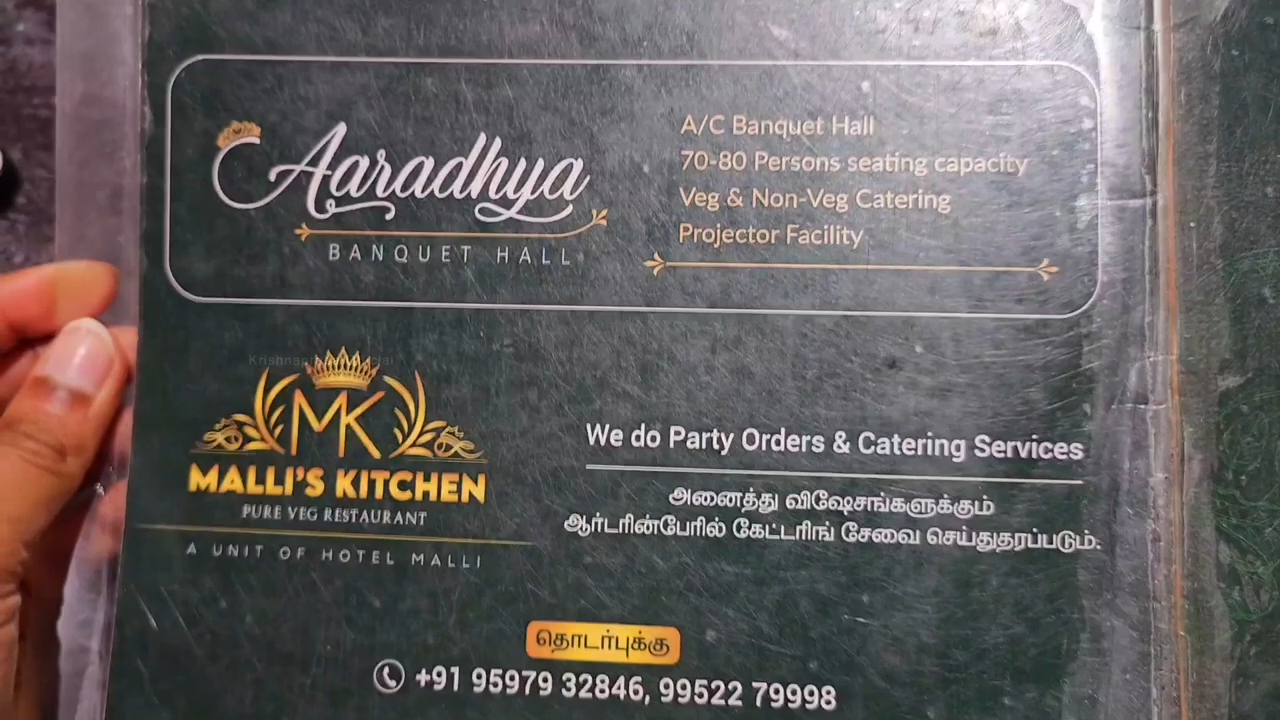 Aaradhya
BANQUET HALL
A/C Banquet Hall
70-80 Persons seating capacity
Veg & Non-Veg Catering
Projector Facility
MK
MALLI'S KITCHEN
PURE VEG RESTAURANT
A UNIT OF HOTEL MALLI
We do Party Orders & Catering Services
அனைத்து விஷேசங்களுக்கும்
ஆர்டரின்பேரில் கேட்டரிங் சேவை செய்துதரப்படும்.
தொடர்புக்கு
+91 95979 32846, 99522 79998